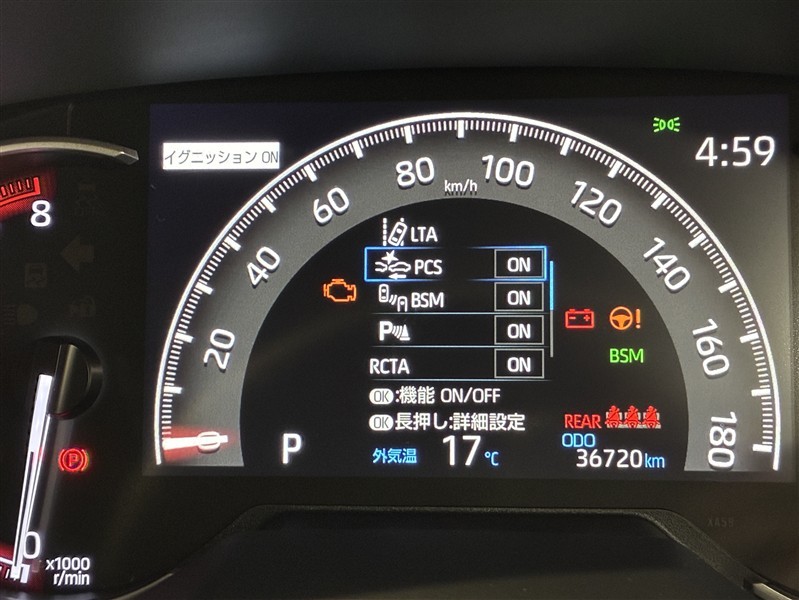 イグニッション ON
4:59
8
0
x1000
r/min
0
20
40
60
80
100
120
140
160
180
km/h
LTA
PCS ON
BSM ON
P ON
RCTA ON
OK:機能 ON/OFF
OK長押し:詳細設定
!
BSM
REAR
P
外気温 17℃
ODO
36720km
P